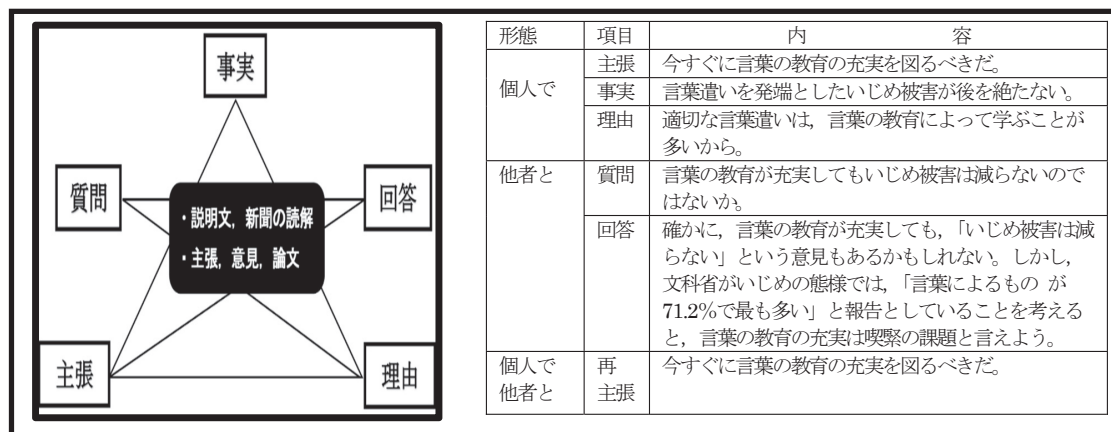 事実
質問
回答
・説明文，新聞の読解
・主張，意見，論文
主張
理由
形態 項目 内 容
個人で
主張 今すぐに言葉の教育の充実を図るべきだ。
事実 言葉遣いを発端としたいじめ被害が後を絶たない。
理由 適切な言葉遣いは，言葉の教育によって学ぶことが
多いから。
他者と 質問 言葉の教育が充実してもいじめ被害は減らないので
はないか。
回答 確かに，言葉の教育が充実しても，「いじめ被害は減
らない」という意見もあるかもしれない。しかし，
文科省がいじめの態様では，「言葉によるもの が
71.2%で最も多い」と報告としていることを考える
と，言葉の教育の充実は喫緊の課題と言えよう。
個人で 再 今すぐに言葉の教育の充実を図るべきだ。
他者と 主張